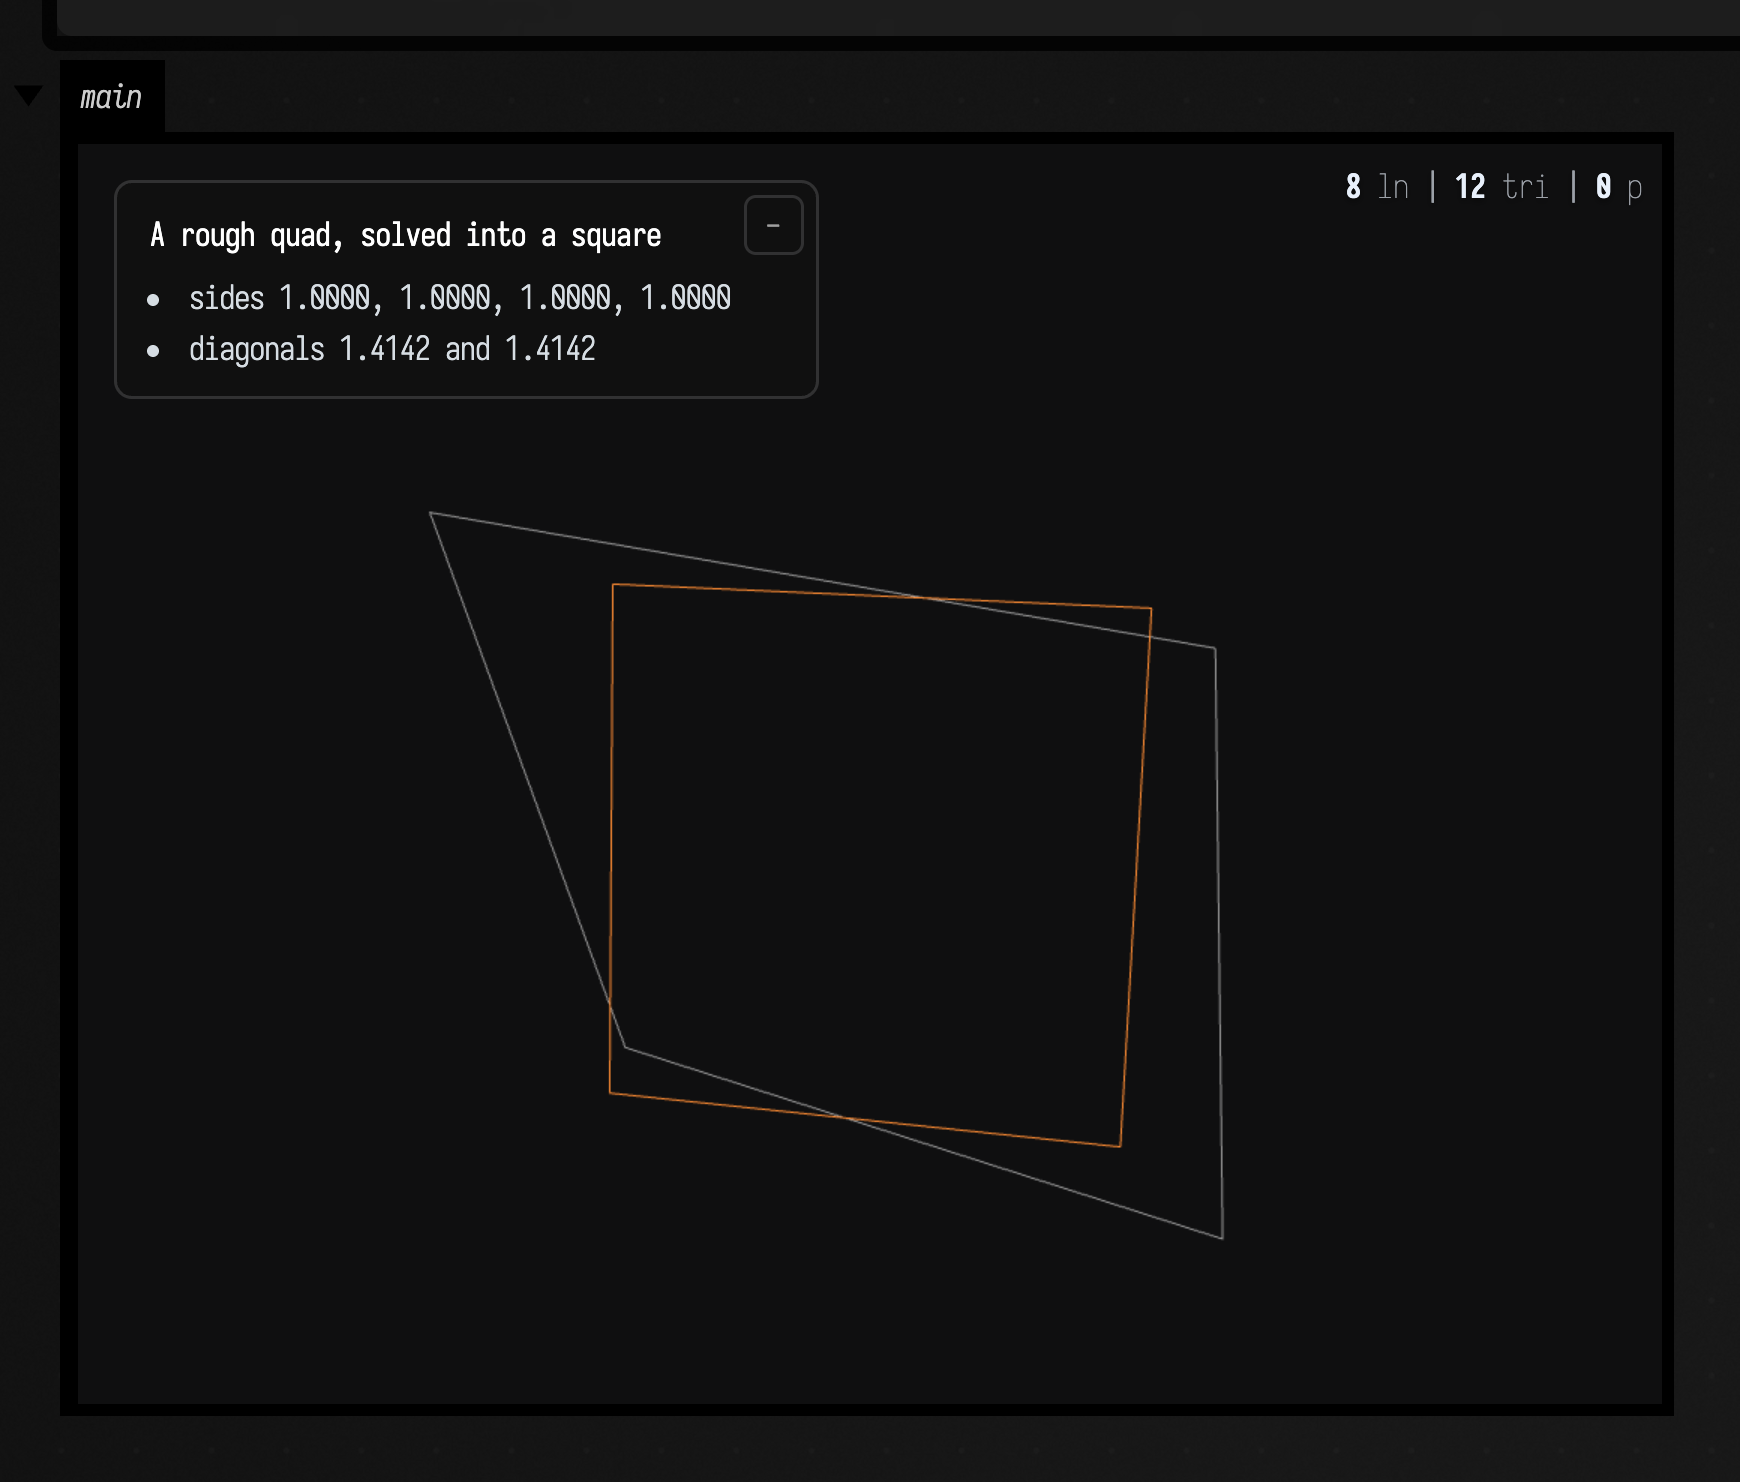 main
8 ln | 12 tri | 0 p
A rough quad, solved into a square
-
• sides 1.0000, 1.0000, 1.0000, 1.0000
• diagonals 1.4142 and 1.4142